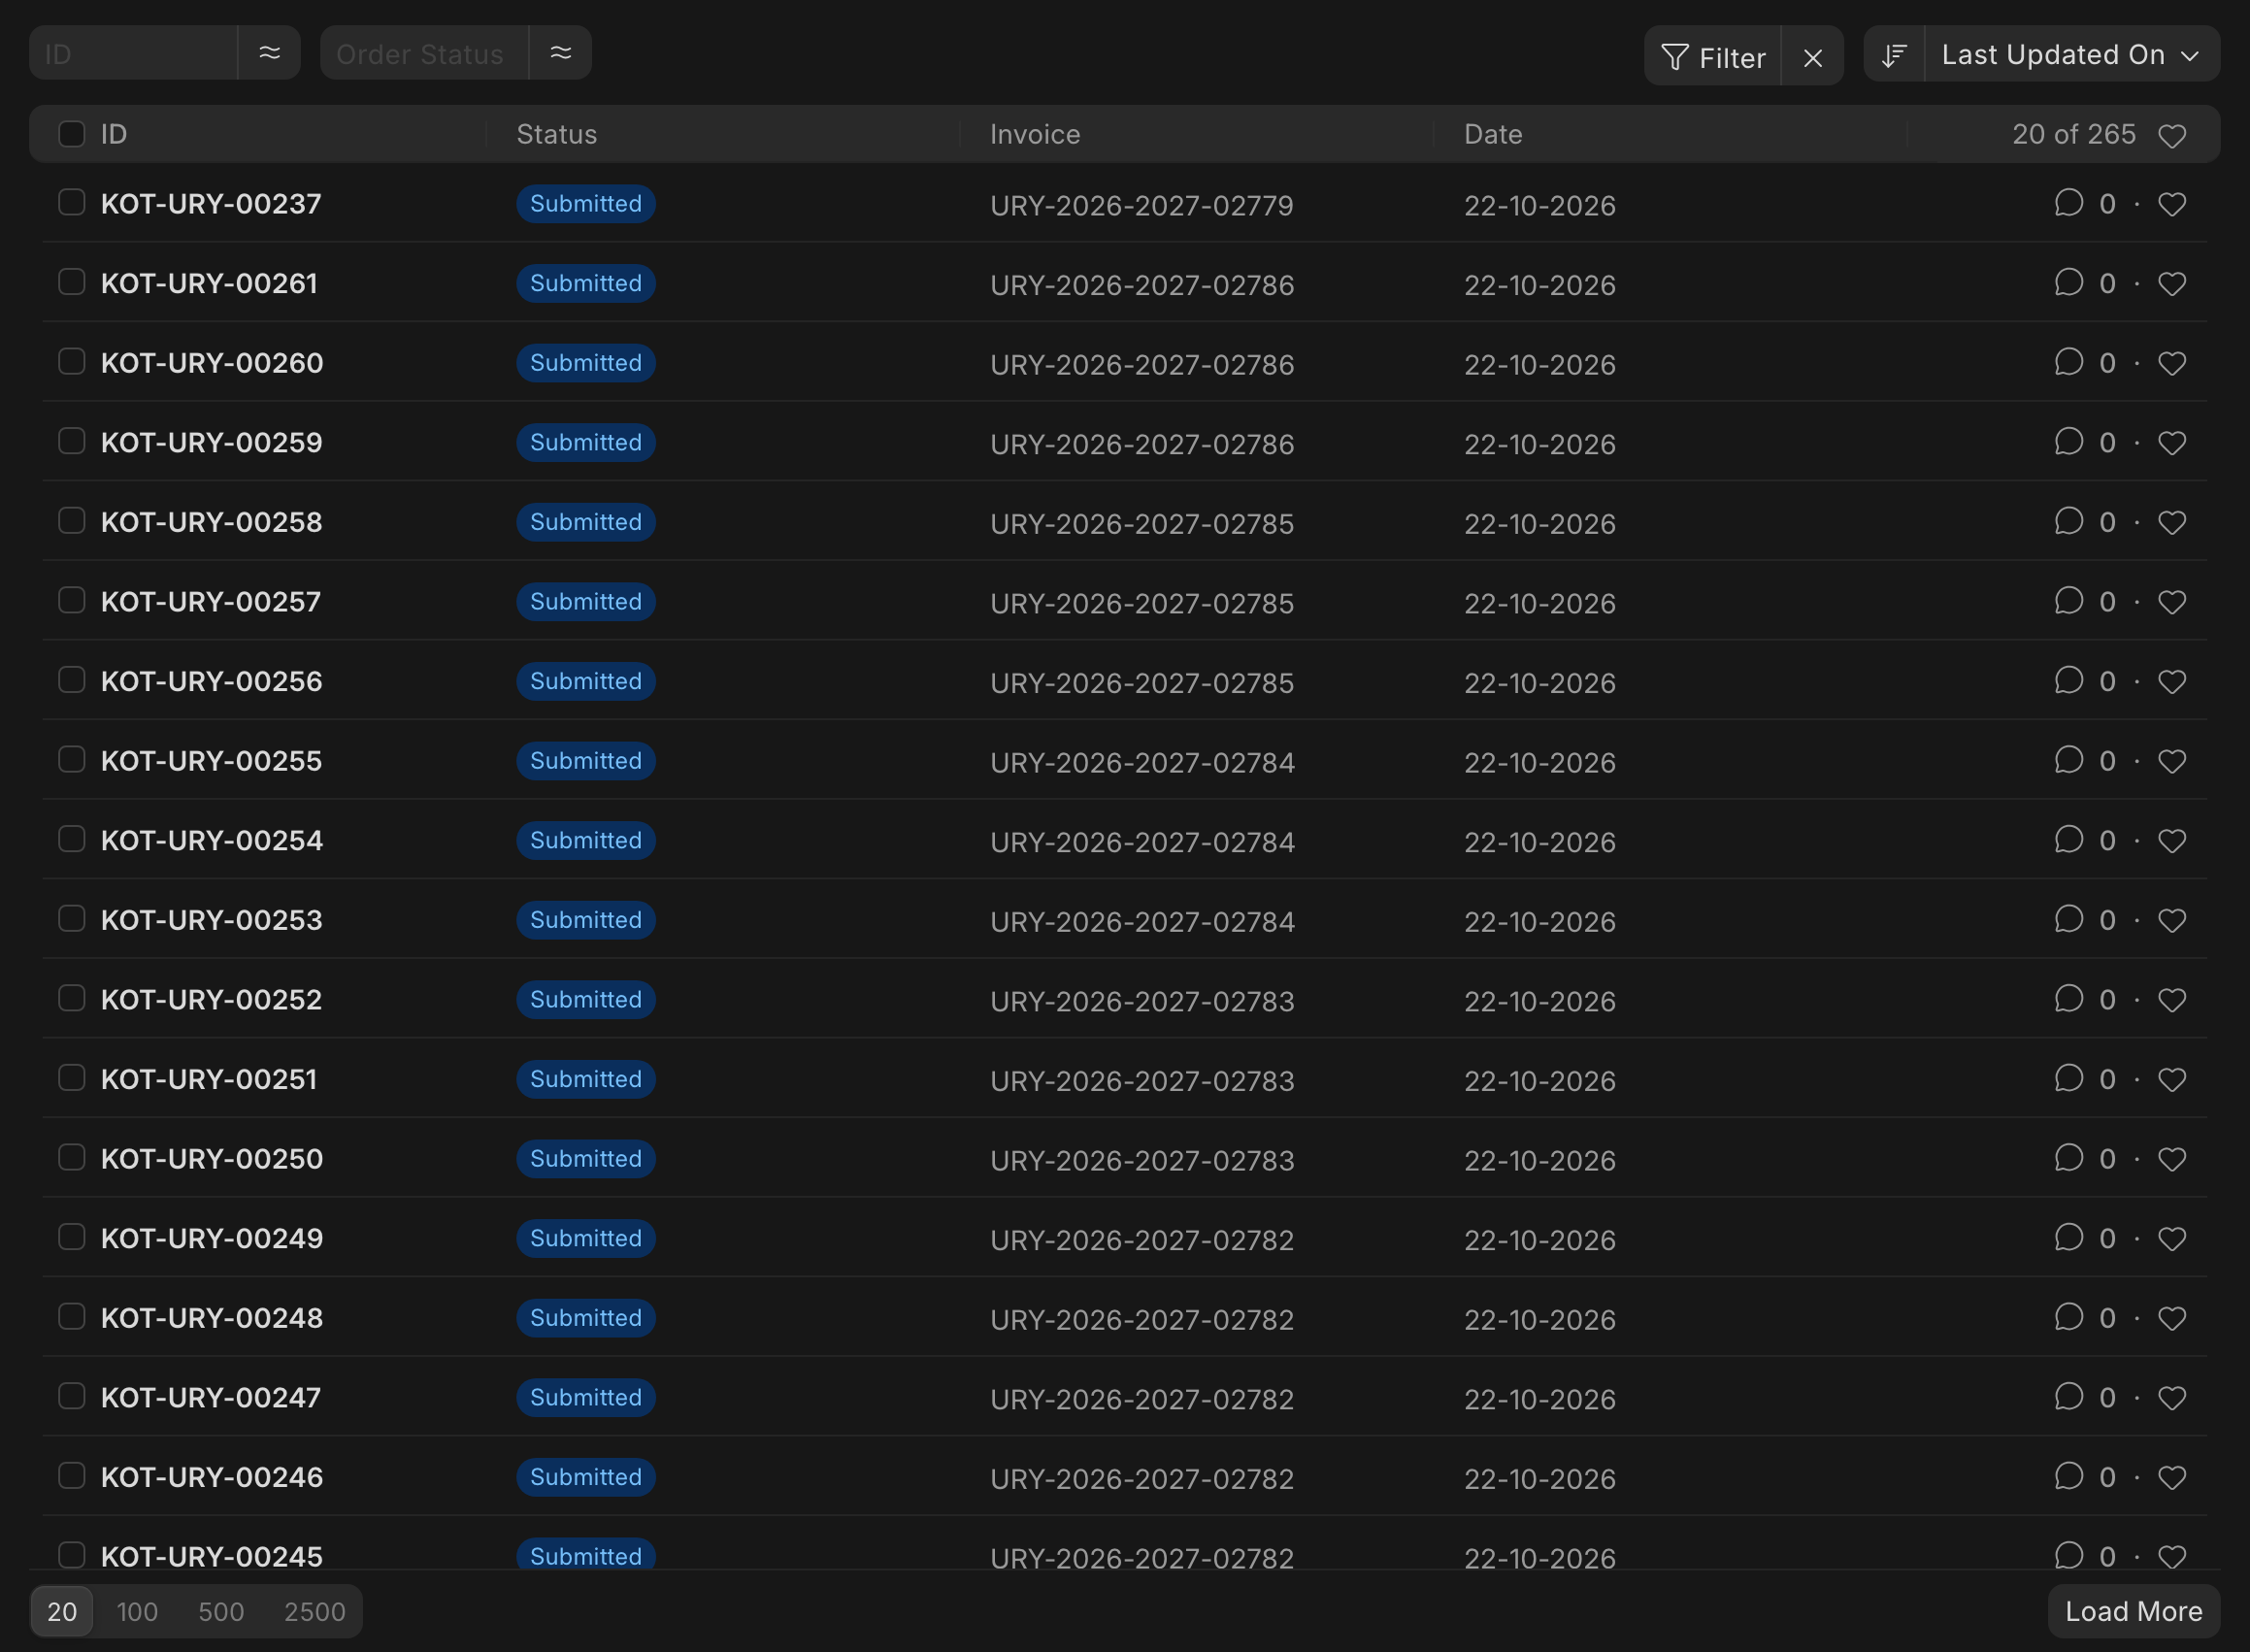 ID ≈ Order Status ≈ Filter × Last Updated On
ID Status Invoice Date 20 of 265
KOT-URY-00237 Submitted URY-2026-2027-02779 22-10-2026 0 ·
KOT-URY-00261 Submitted URY-2026-2027-02786 22-10-2026 0 ·
KOT-URY-00260 Submitted URY-2026-2027-02786 22-10-2026 0 ·
KOT-URY-00259 Submitted URY-2026-2027-02786 22-10-2026 0 ·
KOT-URY-00258 Submitted URY-2026-2027-02785 22-10-2026 0 ·
KOT-URY-00257 Submitted URY-2026-2027-02785 22-10-2026 0 ·
KOT-URY-00256 Submitted URY-2026-2027-02785 22-10-2026 0 ·
KOT-URY-00255 Submitted URY-2026-2027-02784 22-10-2026 0 ·
KOT-URY-00254 Submitted URY-2026-2027-02784 22-10-2026 0 ·
KOT-URY-00253 Submitted URY-2026-2027-02784 22-10-2026 0 ·
KOT-URY-00252 Submitted URY-2026-2027-02783 22-10-2026 0 ·
KOT-URY-00251 Submitted URY-2026-2027-02783 22-10-2026 0 ·
KOT-URY-00250 Submitted URY-2026-2027-02783 22-10-2026 0 ·
KOT-URY-00249 Submitted URY-2026-2027-02782 22-10-2026 0 ·
KOT-URY-00248 Submitted URY-2026-2027-02782 22-10-2026 0 ·
KOT-URY-00247 Submitted URY-2026-2027-02782 22-10-2026 0 ·
KOT-URY-00246 Submitted URY-2026-2027-02782 22-10-2026 0 ·
KOT-URY-00245 Submitted URY-2026-2027-02782 22-10-2026 0 ·
20 100 500 2500 Load More